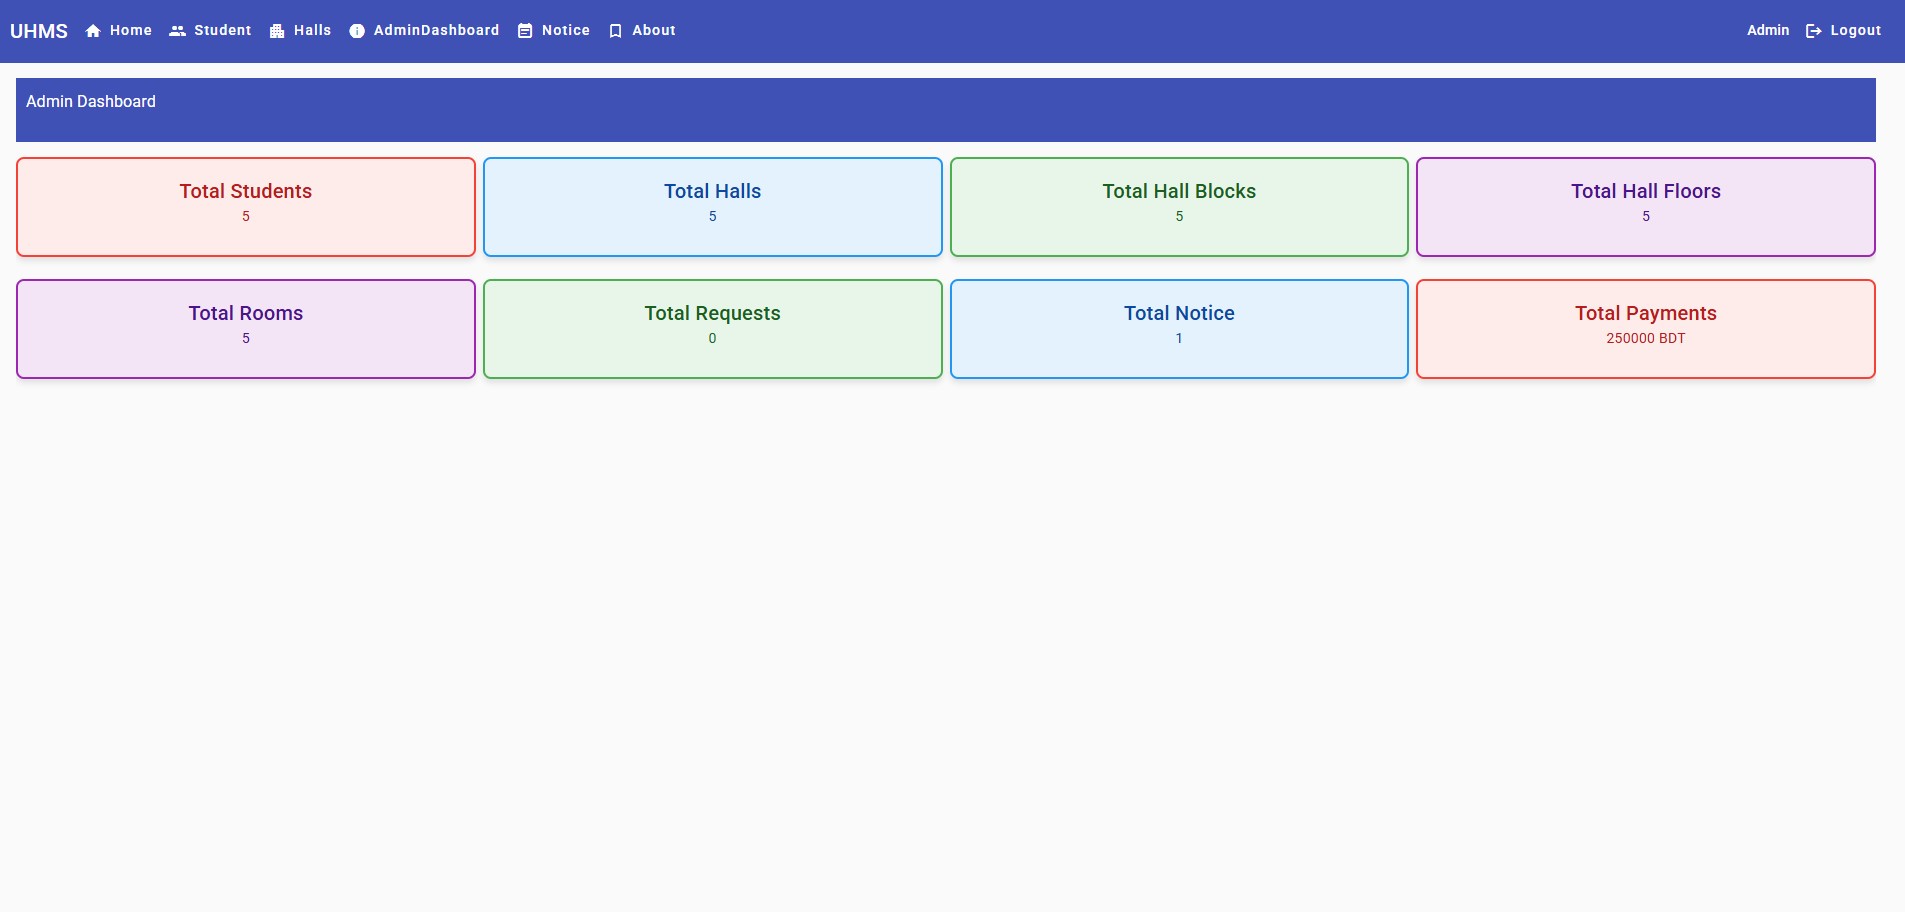 UHMS Home Student Halls AdminDashboard Notice About Admin Logout
Admin Dashboard
Total Students
5
Total Halls
5
Total Hall Blocks
5
Total Hall Floors
5
Total Rooms
5
Total Requests
0
Total Notice
1
Total Payments
250000 BDT